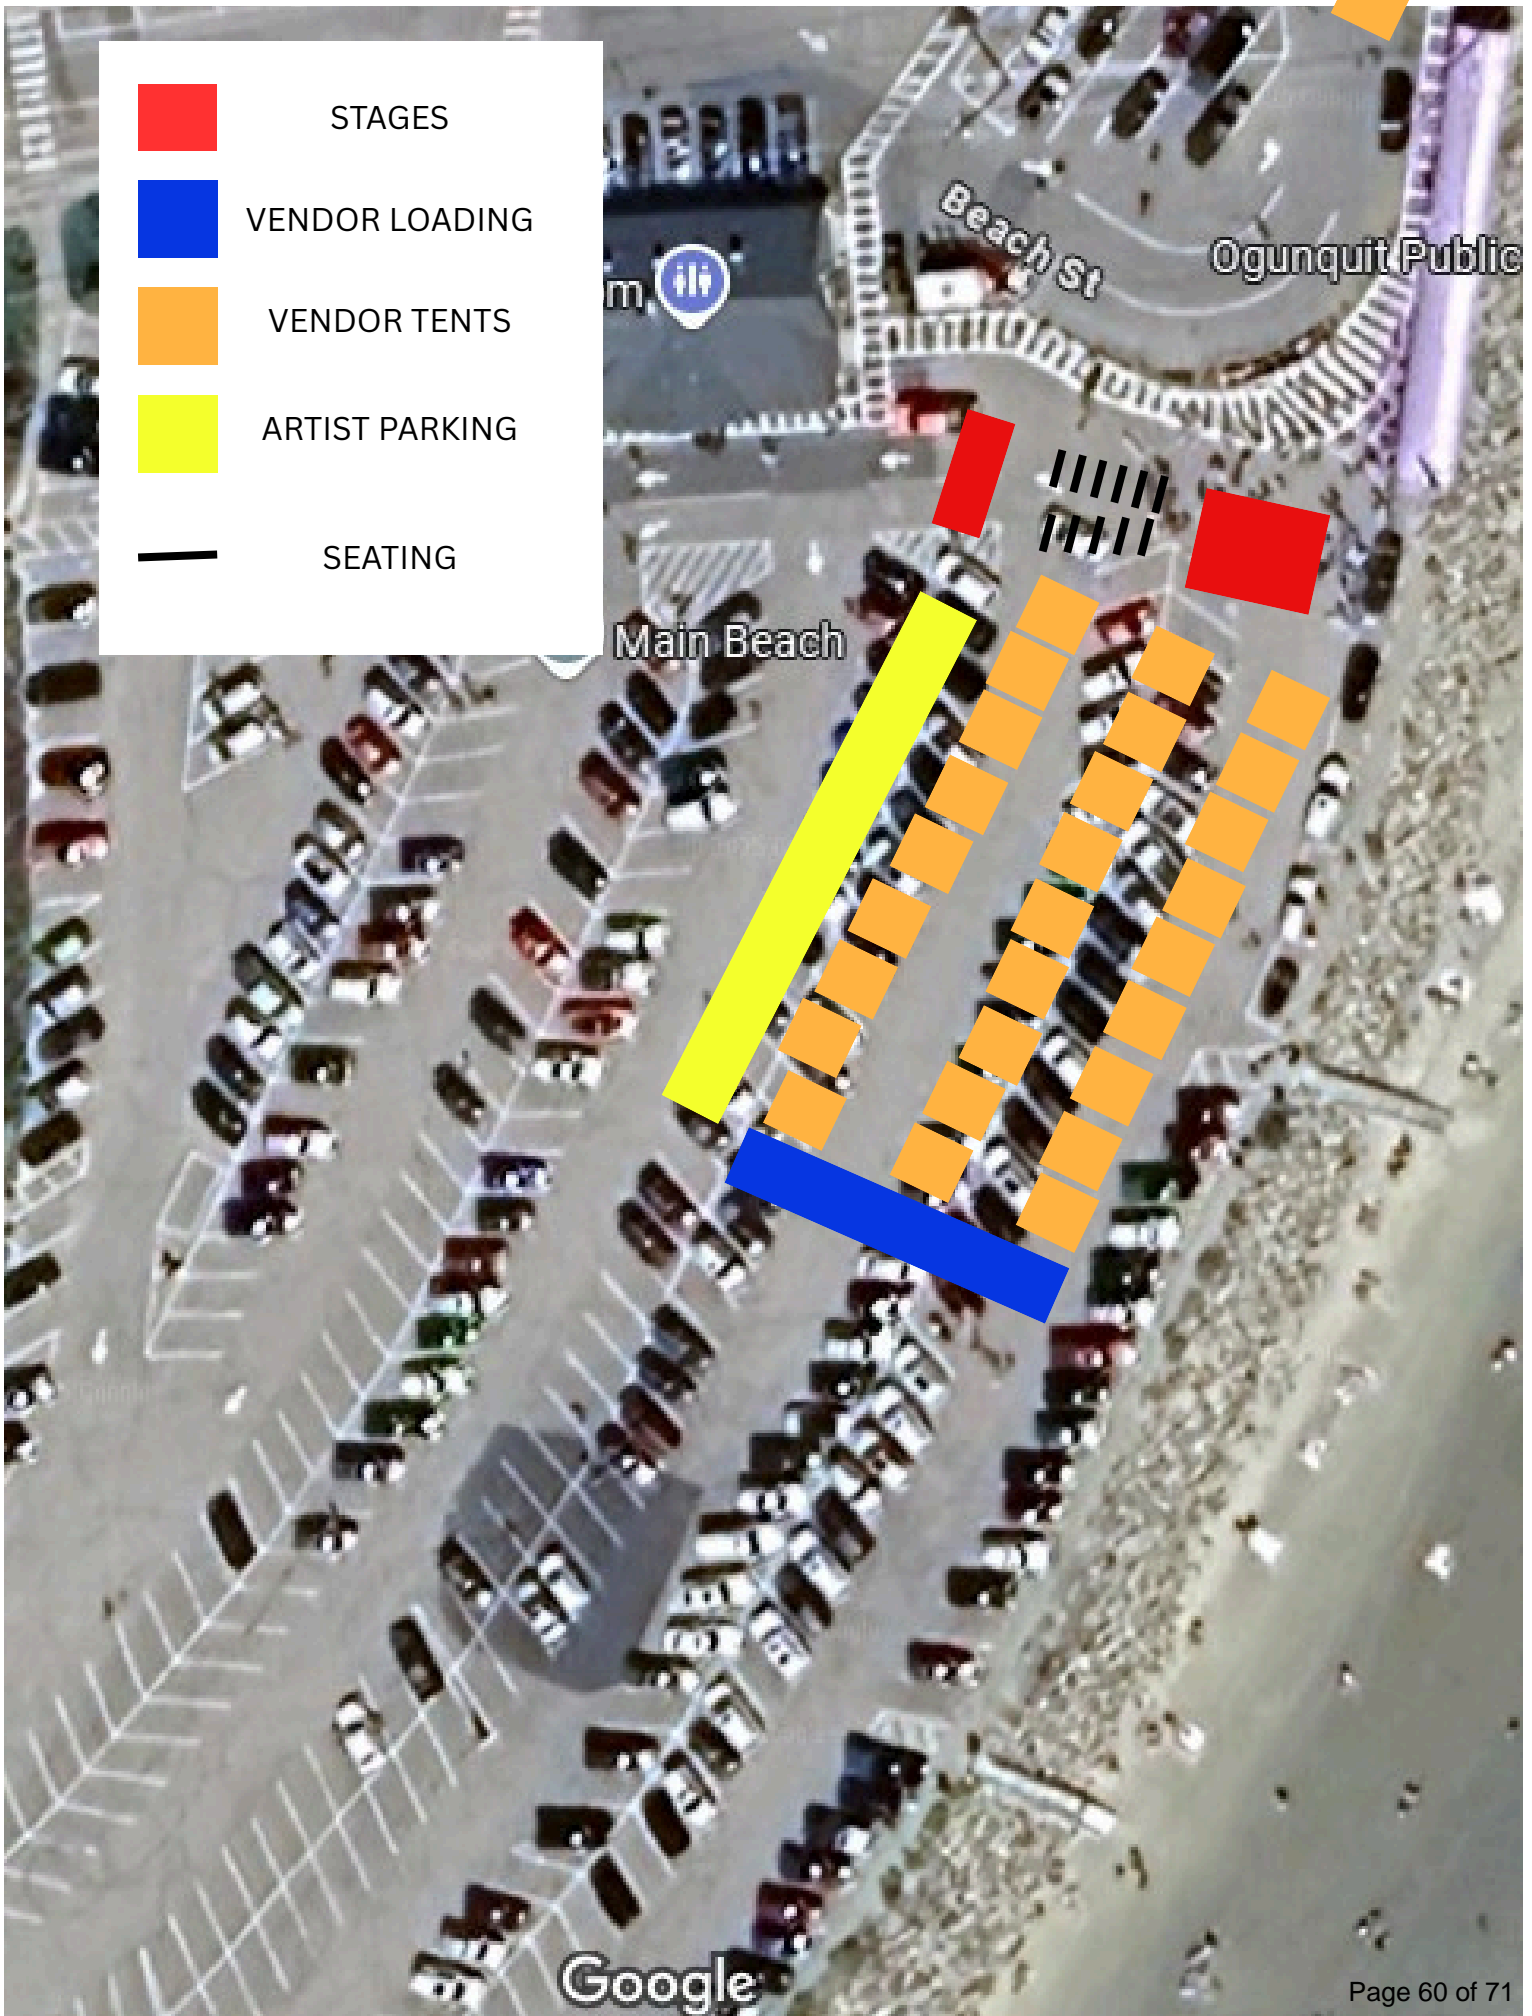 STAGES
VENDOR LOADING
VENDOR TENTS
ARTIST PARKING
SEATING
Beach St
Ogunquit Public
m,
Main Beach
Google
Page 60 of 71